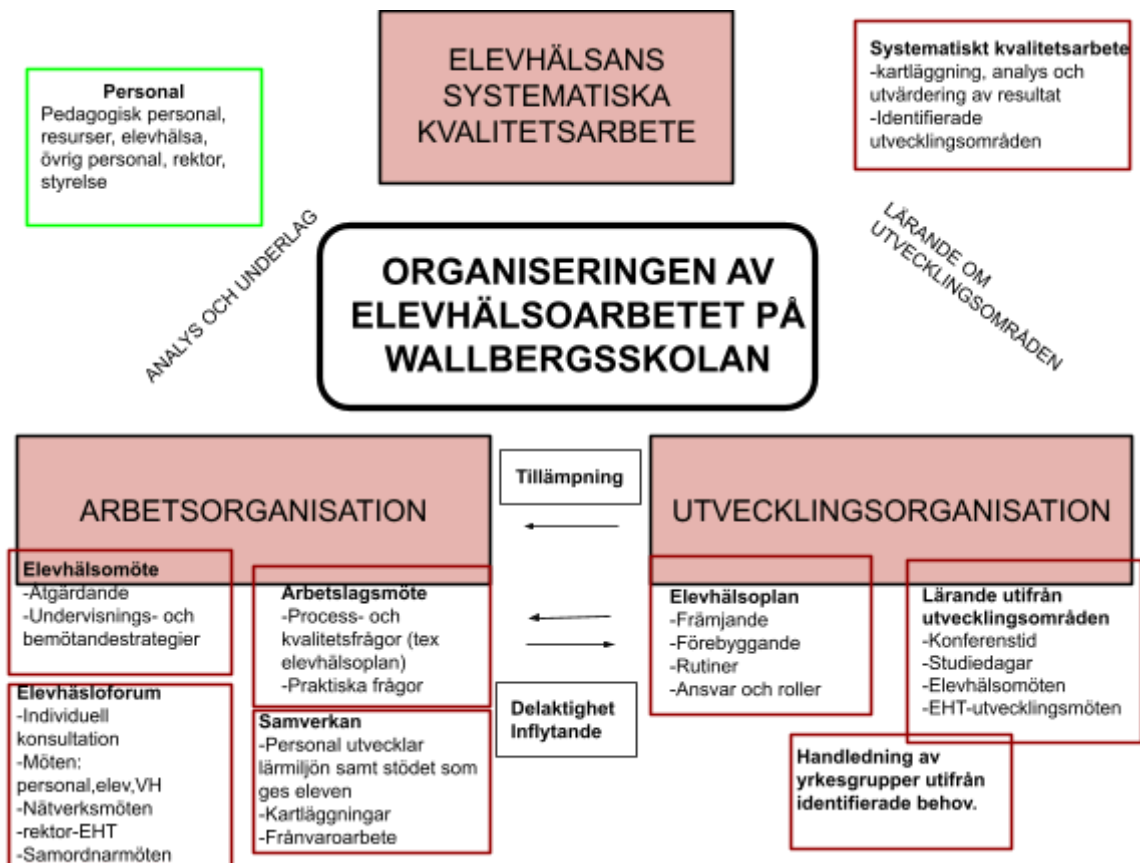 ELEVHÄLSANS
SYSTEMATISKA
KVALITETSARBETE
Personal
Pedagogisk personal,
resurser, elevhälsa,
övrig personal, rektor,
styrelse
Systematiskt kvalitetsarbete
-kartläggning, analys och
utvärdering av resultat
-Identifierade
utvecklingsområden
ANALYS OCH UNDERLAG
LÄRANDE OM
UTVECKLINGSOMRÅDEN
ORGANISERINGEN AV
ELEVHÄLSOARBETET PÅ
WALLBERGSSKOLAN
ARBETSORGANISATION
Tillämpning
UTVECKLINGSORGANISATION
Elevhälsomöte
-Åtgärdande
-Undervisnings- och
bemötandestrategier
Arbetslagsmöte
-Process- och
kvalitetsfrågor (tex
elevhälsoplan)
-Praktiska frågor
Elevhäsloforum
-Individuell
konsultation
-Möten:
personal,elev,VH
-Nätverksmöten
-rektor-EHT
-Samordnarmöten
Samverkan
-Personal utvecklar
lärmiljön samt stödet som
ges eleven
-Kartläggningar
-Frånvaroarbete
Delaktighet
Inflytande
Elevhälsoplan
-Främjande
-Förebyggande
-Rutiner
-Ansvar och roller
Lärande utifrån
utvecklingsområden
-Konferenstid
-Studiedagar
-Elevhälsomöten
-EHT-utvecklingsmöten
Handledning av
yrkesgrupper utifrån
identifierade behov.